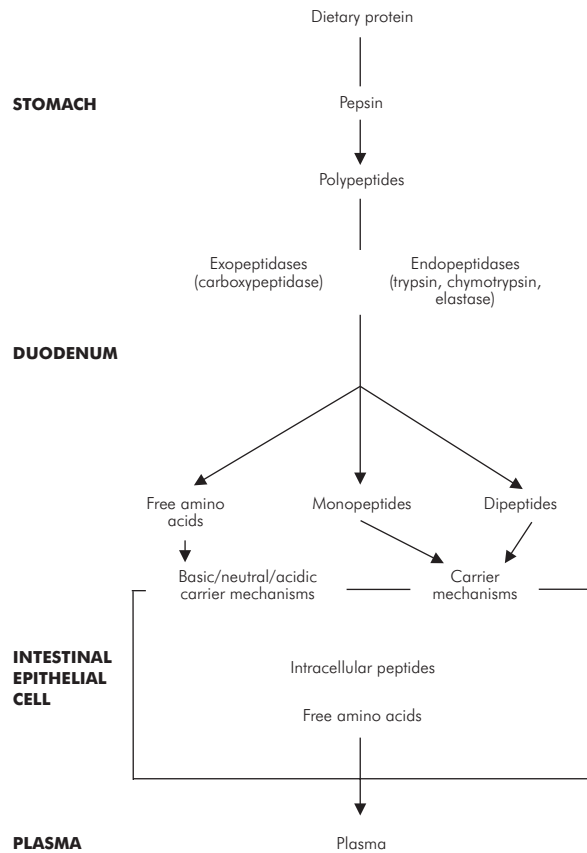 Dietary protein
STOMACH
Pepsin
Polypeptides
Exopeptidases
(carboxypeptidase)
Endopeptidases
(trypsin, chymotrypsin,
elastase)
DUODENUM
Free amino
acids
Monopeptides
Dipeptides
Basic/neutral/acidic
carrier mechanisms
Carrier
mechanisms
INTESTINAL
EPITHELIAL
CELL
Intracellular peptides
Free amino acids
PLASMA
Plasma